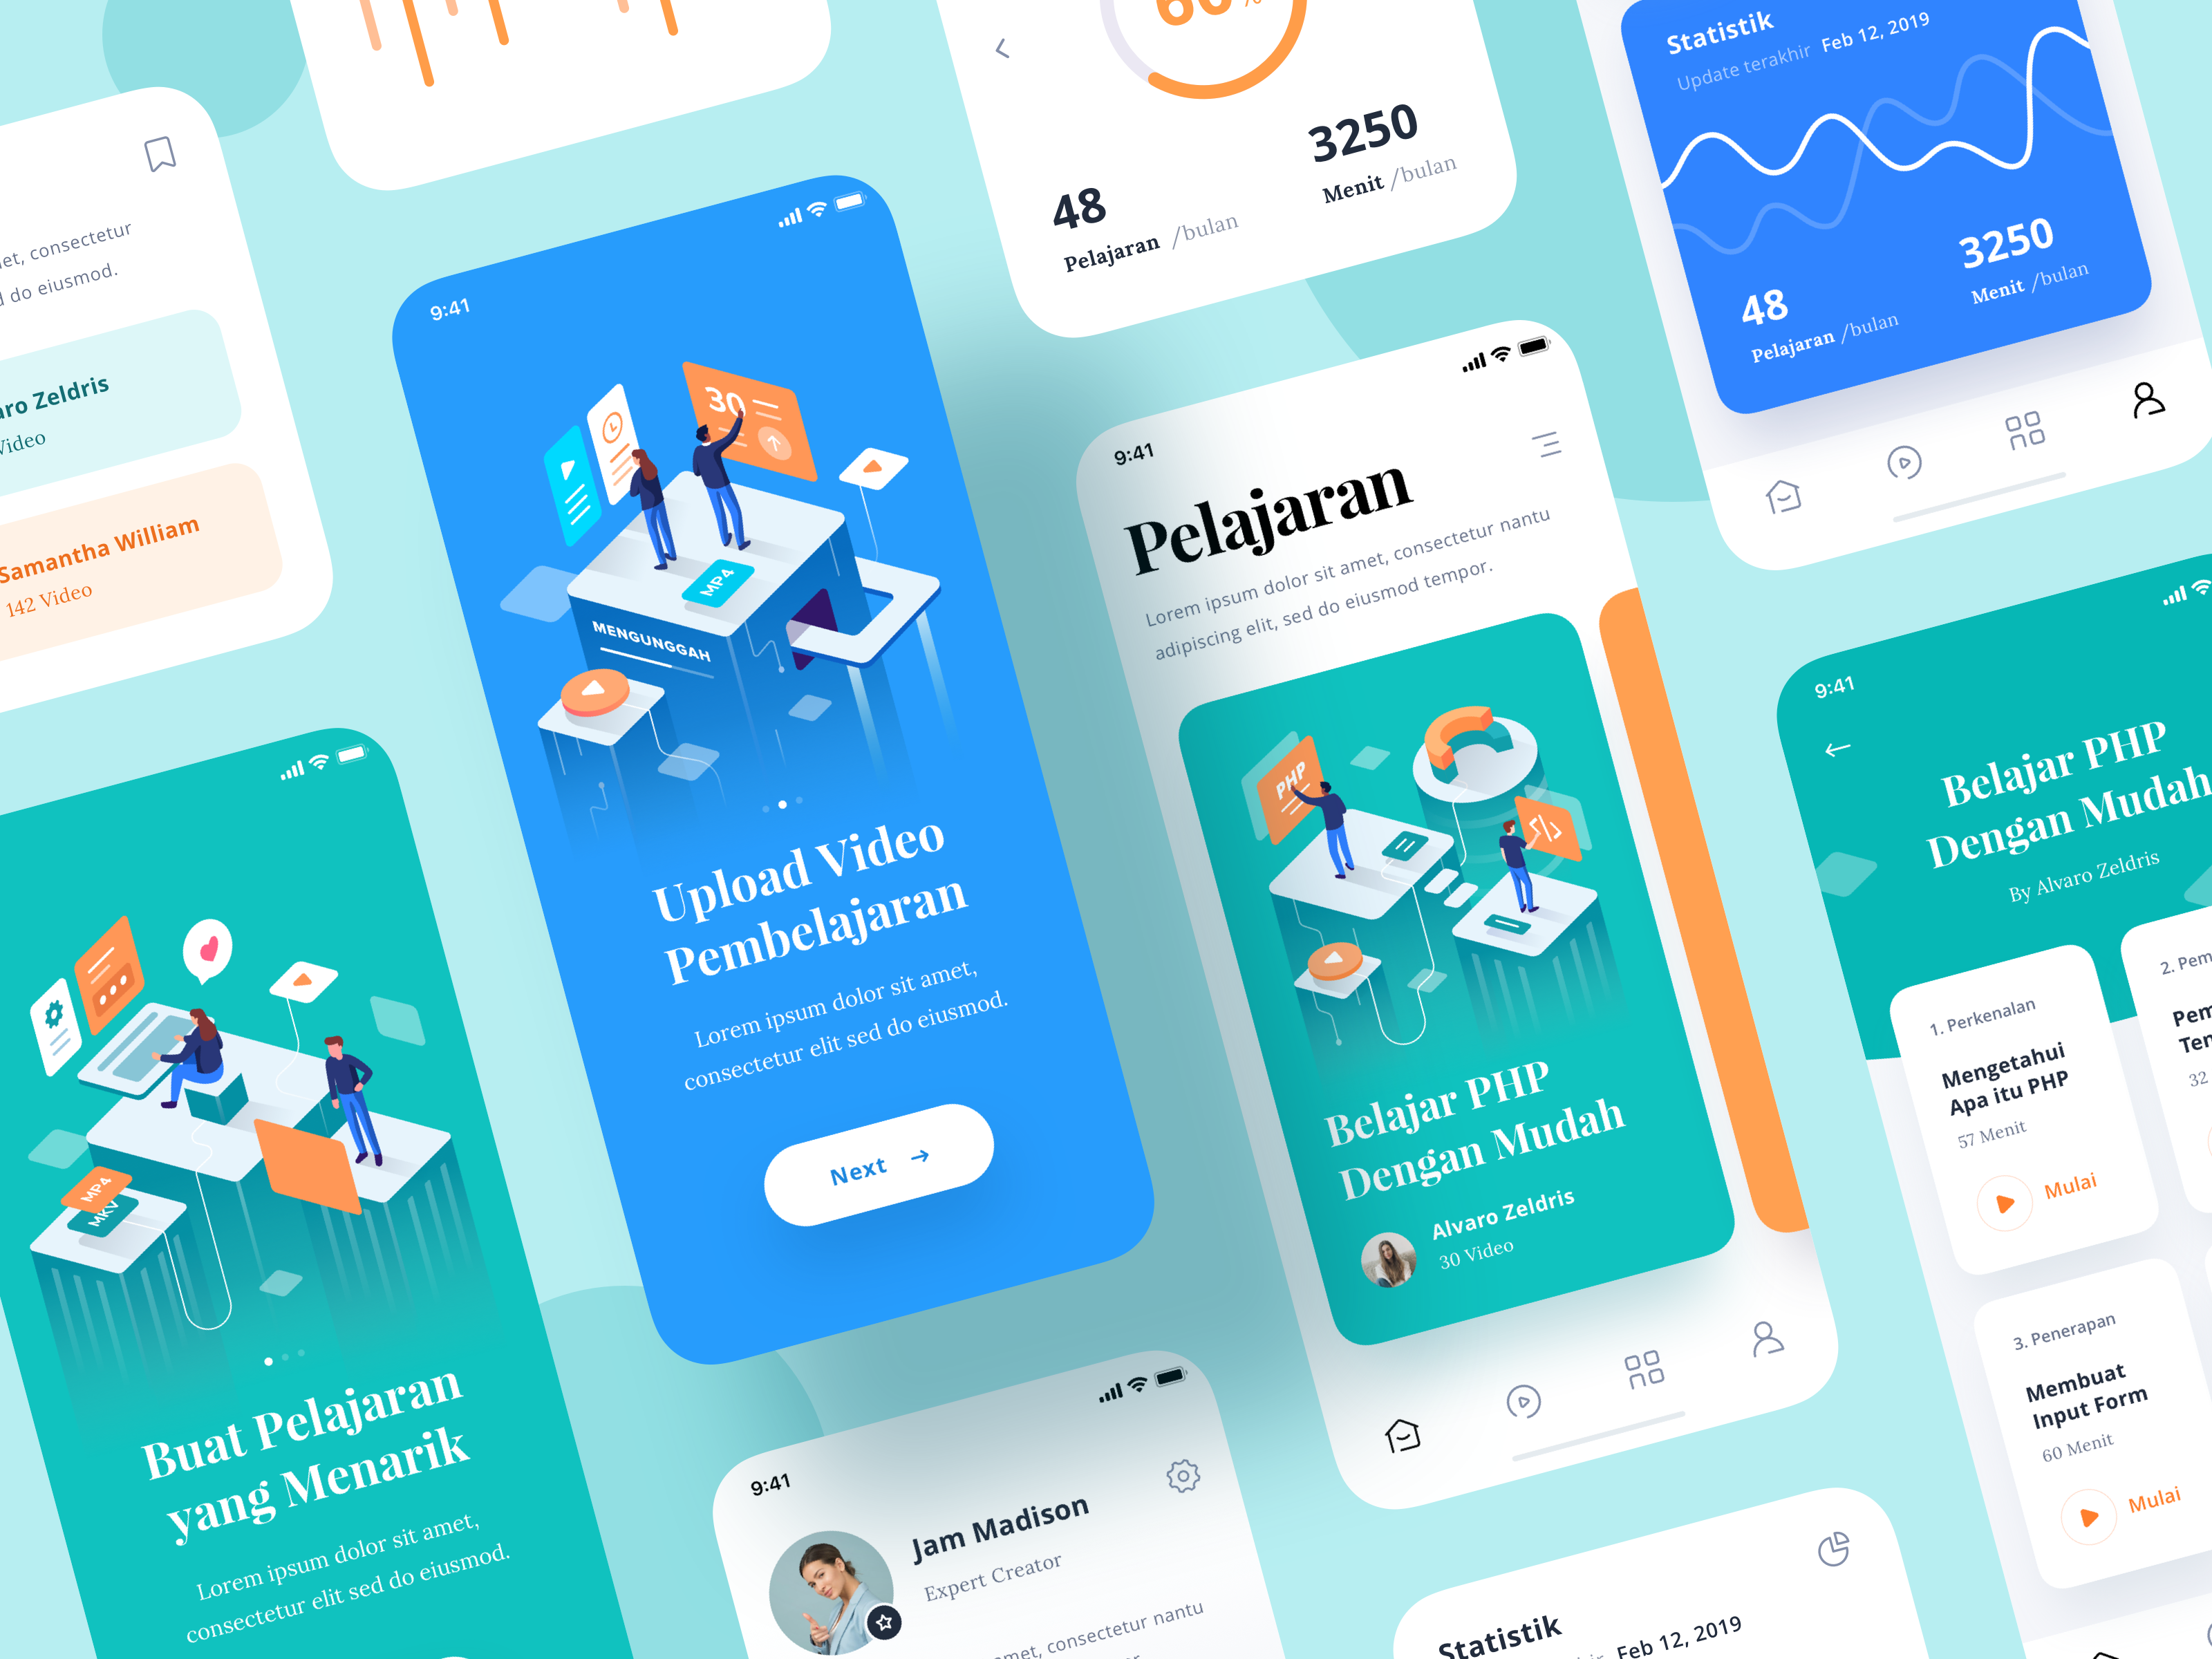 consectetur
do eiusmod.
Zeldris
Video
Samantha William
142 Video
MP4
MKV
Buat Pelajaran
yang Menarik
Lorem ipsum dolor sit amet,
consectetur elit sed do eiusmod.
9:41
30
MP4
MENGUNGGAH
Upload Video
Pembelajaran
Lorem ipsum dolor sit amet,
consectetur elit sed do eiusmod.
Next →
60%
48
Pelajaran /bulan
3250
Menit /bulan
9:41
Pelajaran
Lorem ipsum dolor sit amet, consectetur nantu
adipiscing elit, sed do eiusmod tempor.
PHP
</>
Belajar PHP
Dengan Mudah
Alvaro Zeldris
30 Video
9:41
Jam Madison
Expert Creator
consectetur nantu
Statistik
Feb 12, 2019
Statistik
Update terakhir Feb 12, 2019
48
Pelajaran /bulan
3250
Menit /bulan
9:41
Belajar PHP
Dengan Mudah
By Alvaro Zeldris
1. Perkenalan
Mengetahui
Apa itu PHP
57 Menit
Mulai
2.
32
3. Penerapan
Membuat
Input Form
60 Menit
Mulai